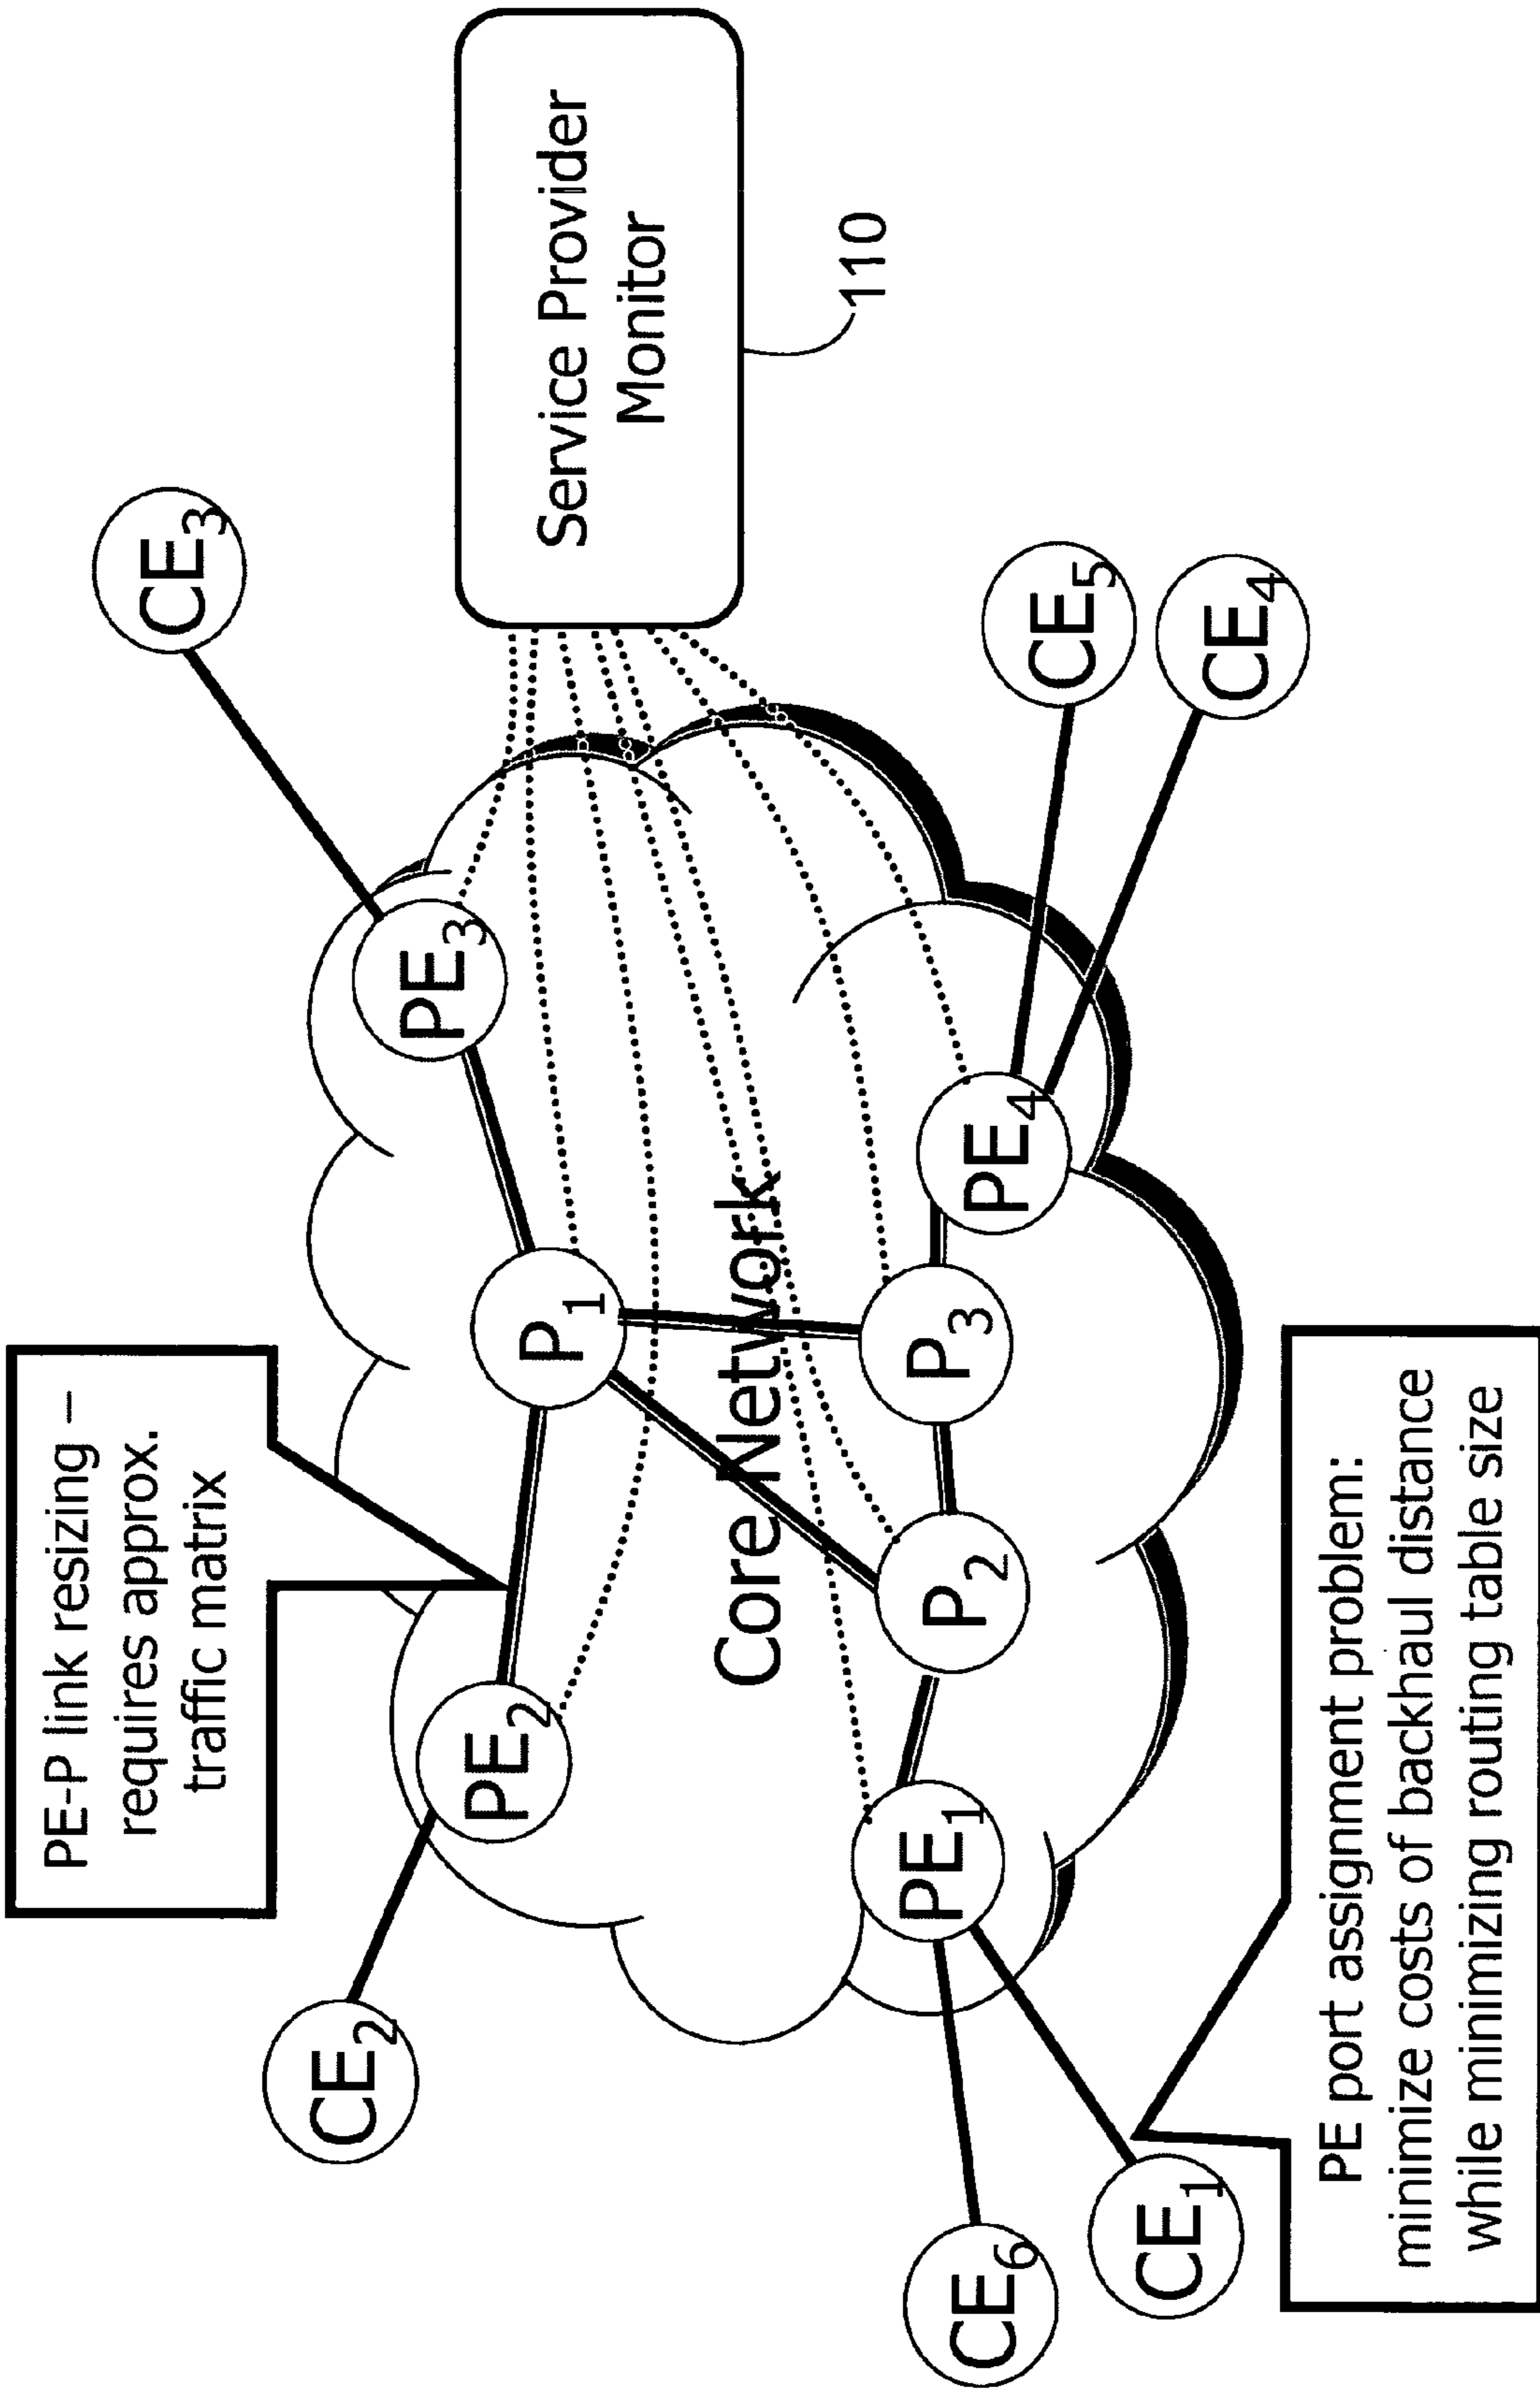 PE-P link resizing –
requires approx.
traffic matrix
CE3
CE2
PE3
Service Provider
Monitor
P1
PE2
110
Core Network
CE5
PE4
P3
P2
PE1
CE4
CE6
CE1
PE port assignment problem:
minimize costs of backhaul distance
while minimizing routing table size